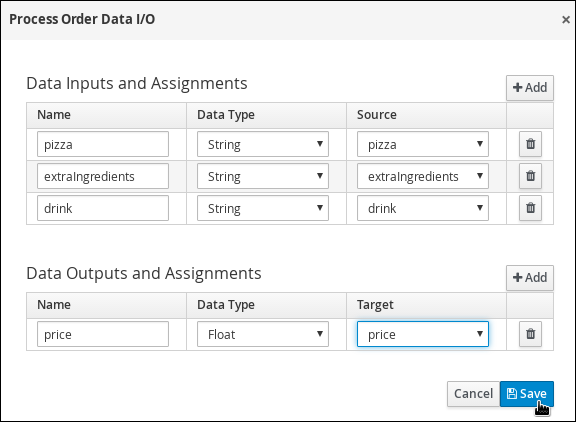 Process Order Data I/O ×
Data Inputs and Assignments
+ Add
Name Data Type Source
pizza String pizza
extraIngredients String extraIngredients
drink String drink
Data Outputs and Assignments
+ Add
Name Data Type Target
price Float price
Cancel Save